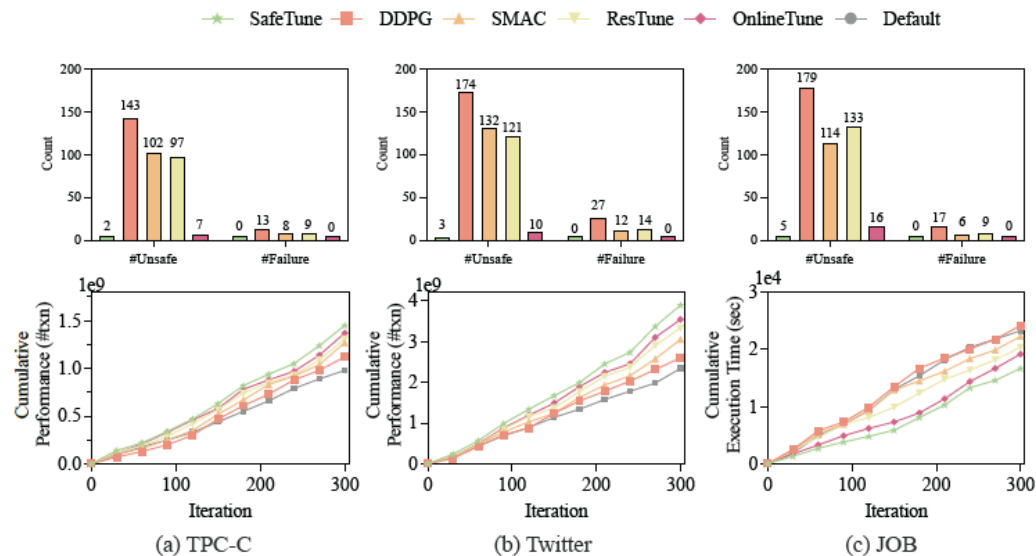 SafeTune DDPG SMAC ResTune OnlineTune Default
200
150
100
50
0
Count
143
102
97
2
7
0
13
8
9
0
#Unsafe #Failure
200
150
100
50
0
Count
174
132
121
3
10
0
27
12
14
0
#Unsafe #Failure
200
150
100
50
0
Count
179
114
133
5
16
0
17
6
9
0
#Unsafe #Failure
1e9
Cumulative
Performance (#txn)
1.5
1.0
0.5
0.0
0 100 200 300
Iteration
(a) TPC-C
1e9
Cumulative
Performance (#txn)
4
3
2
1
0
0 100 200 300
Iteration
(b) Twitter
1e4
Cumulative
Execution Time (sec)
3
2
1
0
0 100 200 300
Iteration
(c) JOB